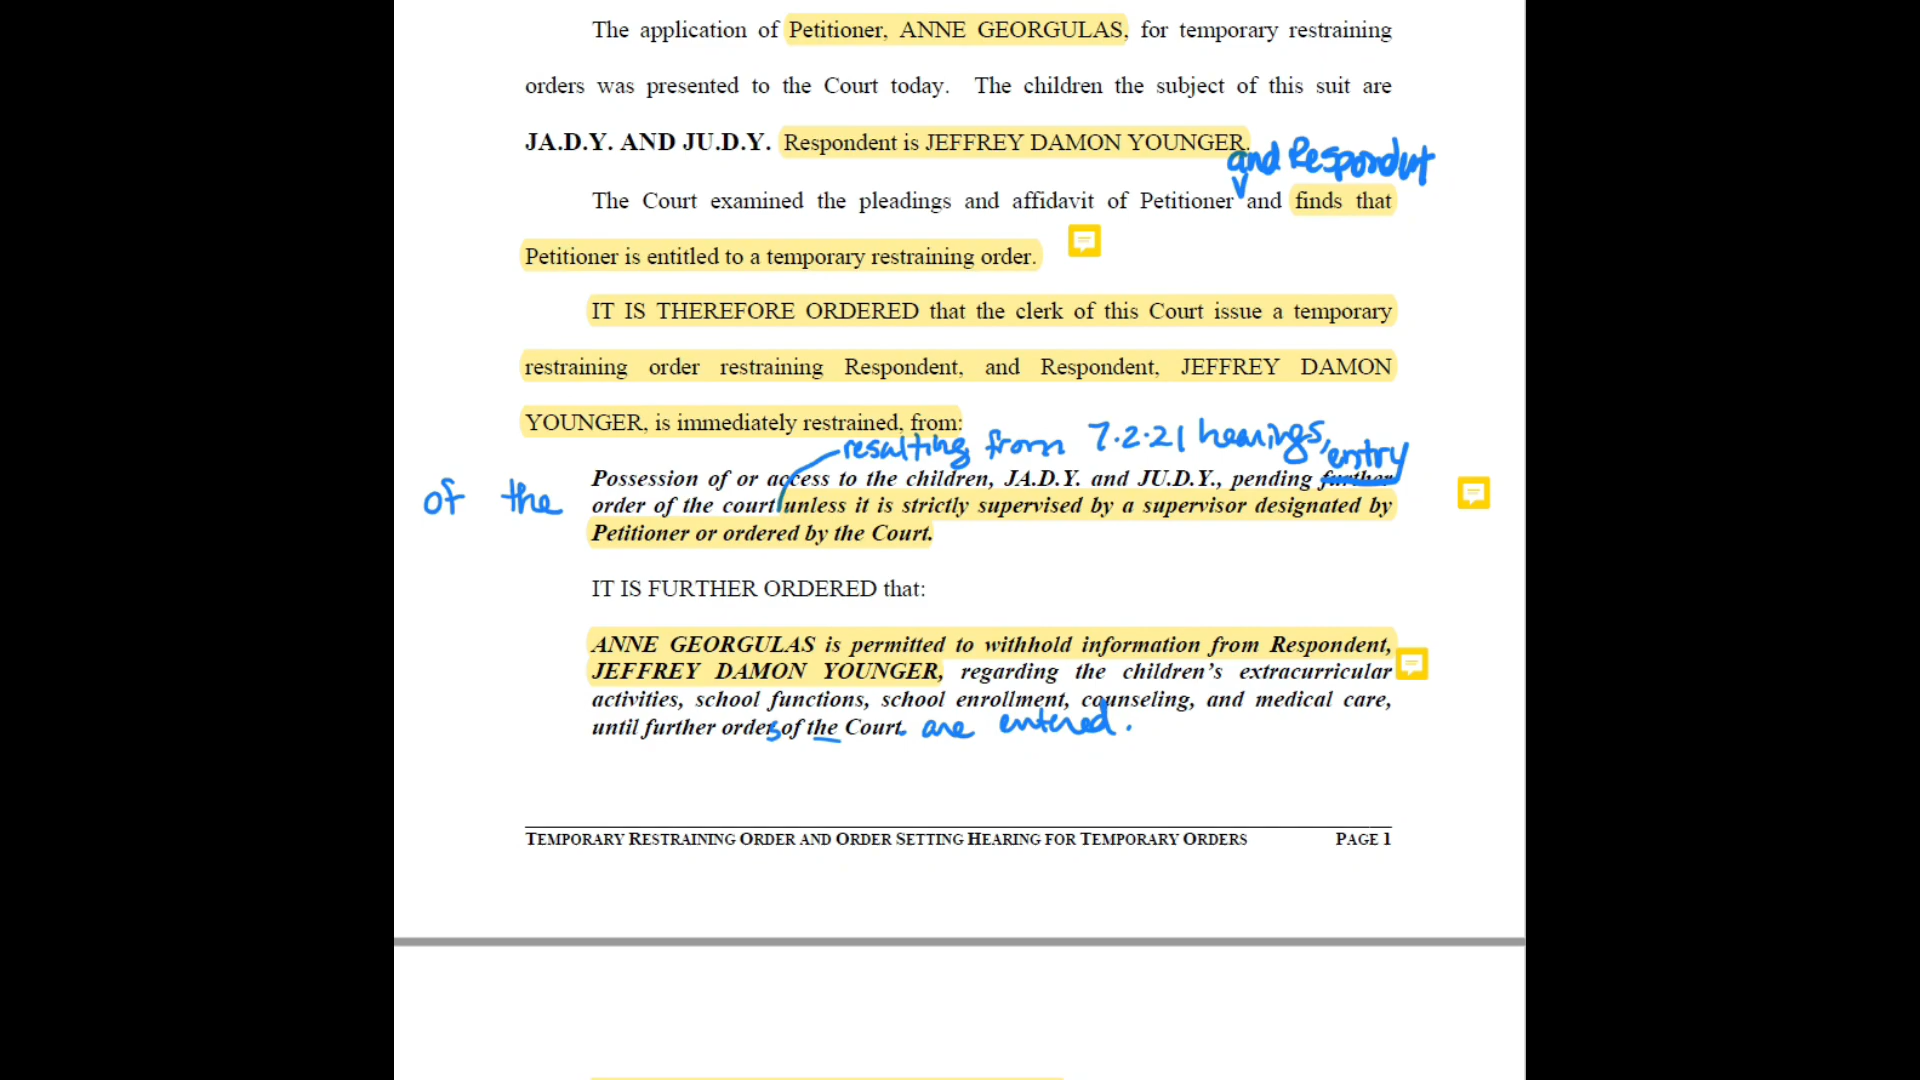 The application of Petitioner, ANNE GEORGULAS, for temporary restraining
orders was presented to the Court today. The children the subject of this suit are
JA.D.Y. AND JU.D.Y. Respondent is JEFFREY DAMON YOUNGER.
and Respondent
The Court examined the pleadings and affidavit of Petitioner and finds that
Petitioner is entitled to a temporary restraining order.
IT IS THEREFORE ORDERED that the clerk of this Court issue a temporary
restraining order restraining Respondent, and Respondent, JEFFREY DAMON
YOUNGER, is immediately restrained, from:
resulting from 7.2.21 hearings, entry
Possession of or access to the children, JA.D.Y. and JU.D.Y., pending further
of the
order of the court unless it is strictly supervised by a supervisor designated by
Petitioner or ordered by the Court.
IT IS FURTHER ORDERED that:
ANNE GEORGULAS is permitted to withhold information from Respondent,
JEFFREY DAMON YOUNGER, regarding the children's extracurricular
activities, school functions, school enrollment, counseling, and medical care,
until further orders of the Court. are entered.
TEMPORARY RESTRAINING ORDER AND ORDER SETTING HEARING FOR TEMPORARY ORDERS PAGE 1